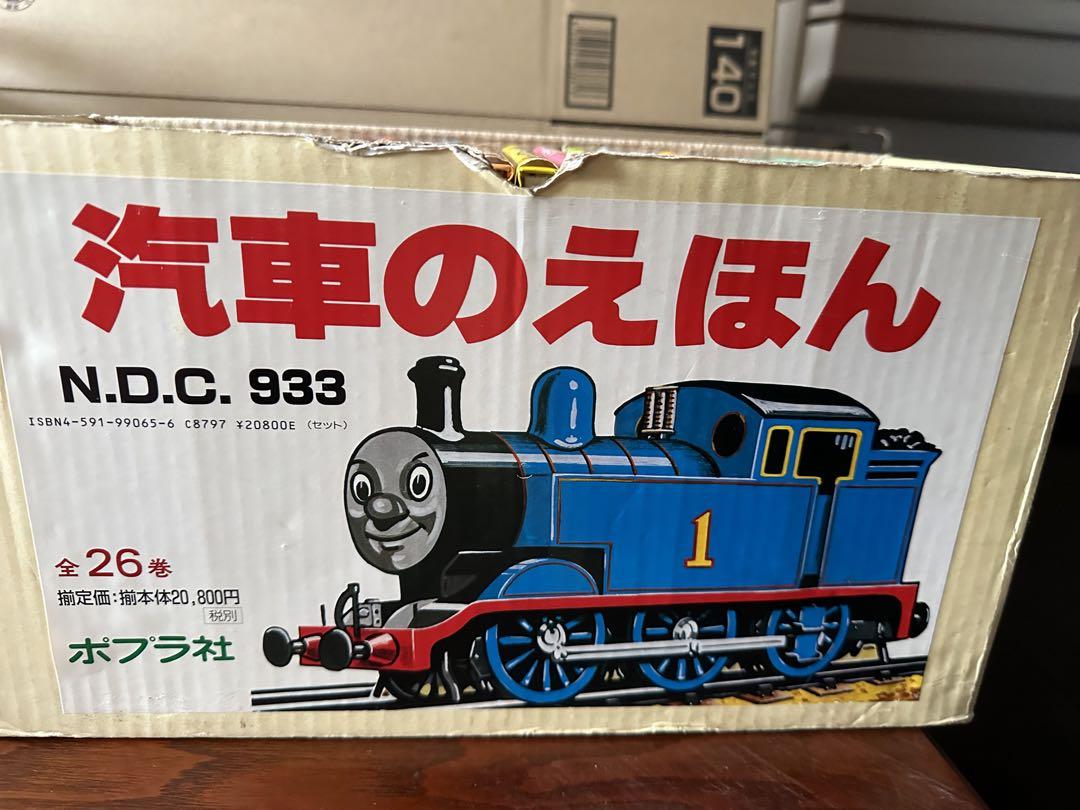 140
汽車のえほん
N.D.C. 933
ISBN4-591-99065-6 C8797 ¥20800E (セット)
1
全26巻
揃定価:揃本体20,800円
税別
ポプラ社